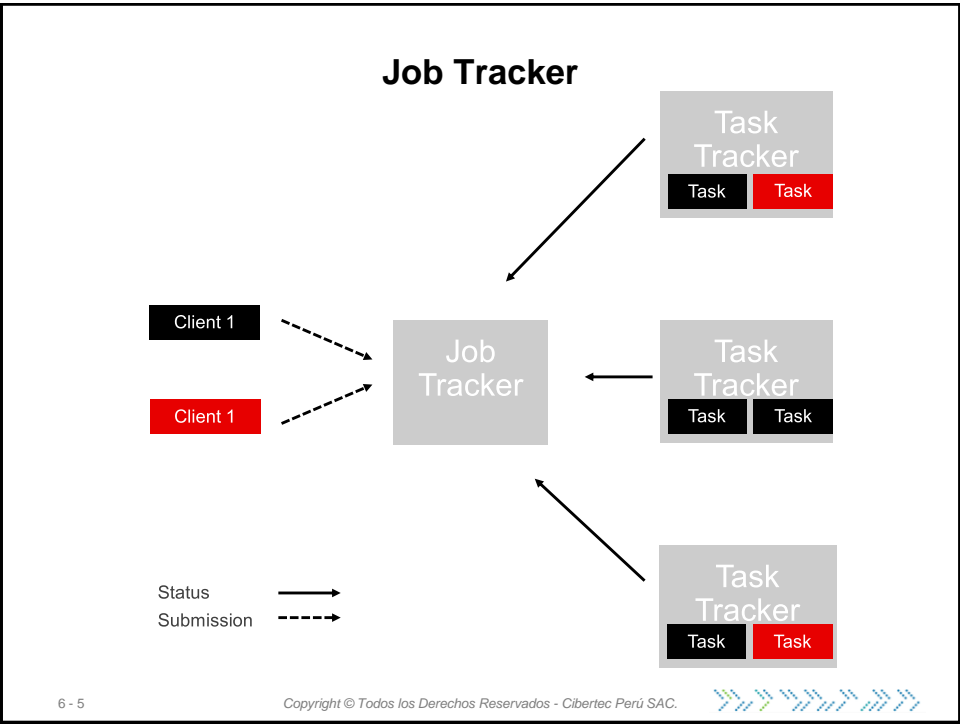 Job Tracker
Task
Tracker
Task Task
Client 1
Client 1
Job
Tracker
Task
Tracker
Task Task
Task
Tracker
Task Task
Status
Submission
6 - 5
Copyright © Todos los Derechos Reservados - Cibertec Perú SAC.